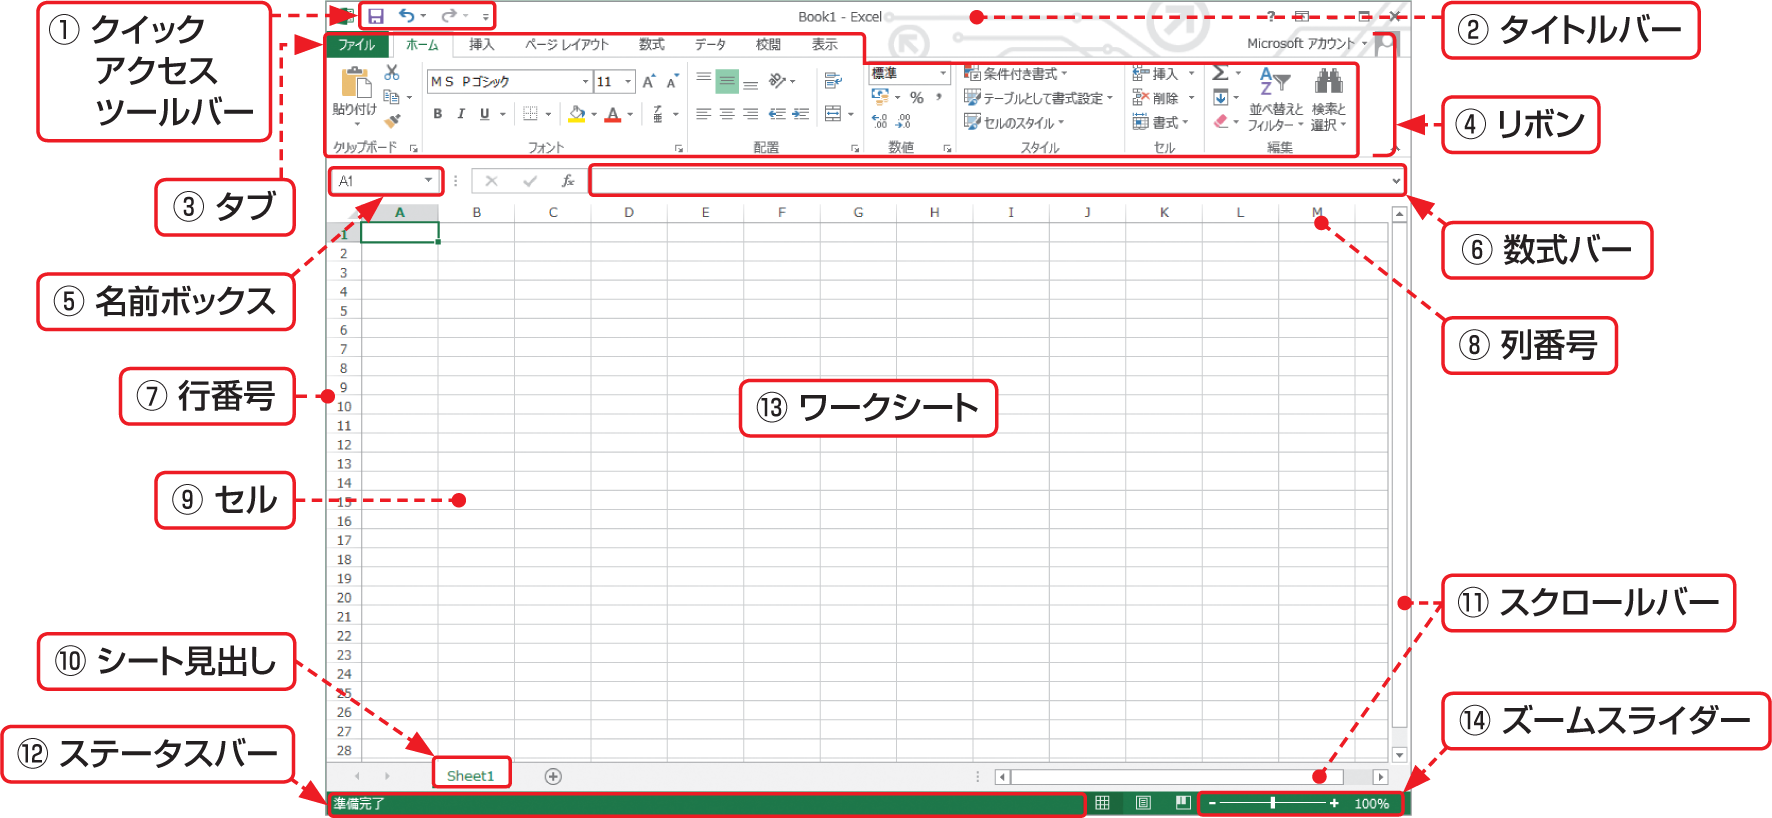 ① クイック
アクセス
ツールバー
Book1 - Excel
?
② タイトルバー
ファイル ホーム 挿入 ページ レイアウト 数式 データ 校閲 表示
Microsoft アカウント
貼り付け
ＭＳ Ｐゴシック 11
B I U
A A
標準
% ,
条件付き書式
テーブルとして書式設定
セルのスタイル
挿入
削除
書式
Σ
並べ替えと
フィルター
検索と
選択
クリップボード フォント 配置 数値 スタイル セル 編集
④ リボン
③ タブ
A1
fx
⑥ 数式バー
A B C D E F G H I J K L M
1
2
3
4
5
6
7
8
9
10
11
12
13
14
15
16
17
18
19
20
21
22
23
24
25
26
27
28
⑤ 名前ボックス
⑧ 列番号
⑦ 行番号
⑬ ワークシート
⑨ セル
⑪ スクロールバー
⑩ シート見出し
⑭ ズームスライダー
⑫ ステータスバー
Sheet1
準備完了
- + 100%